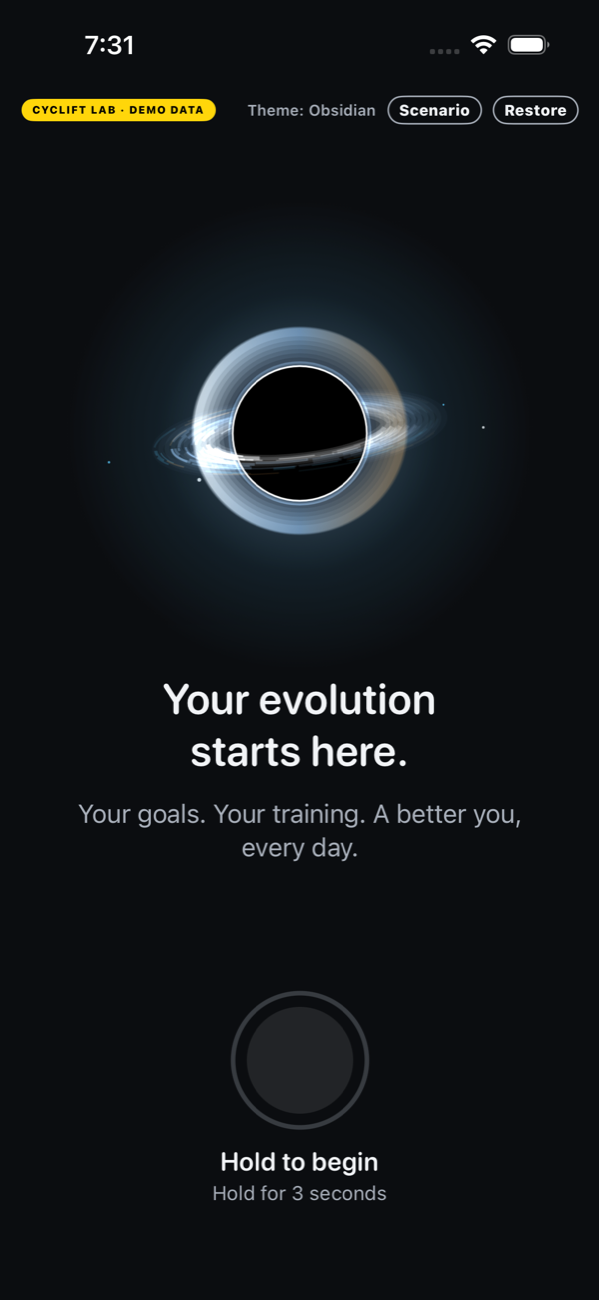 7:31
CYCLIFT LAB · DEMO DATA
Theme: Obsidian
Scenario
Restore
Your evolution
starts here.
Your goals. Your training. A better you,
every day.
Hold to begin
Hold for 3 seconds